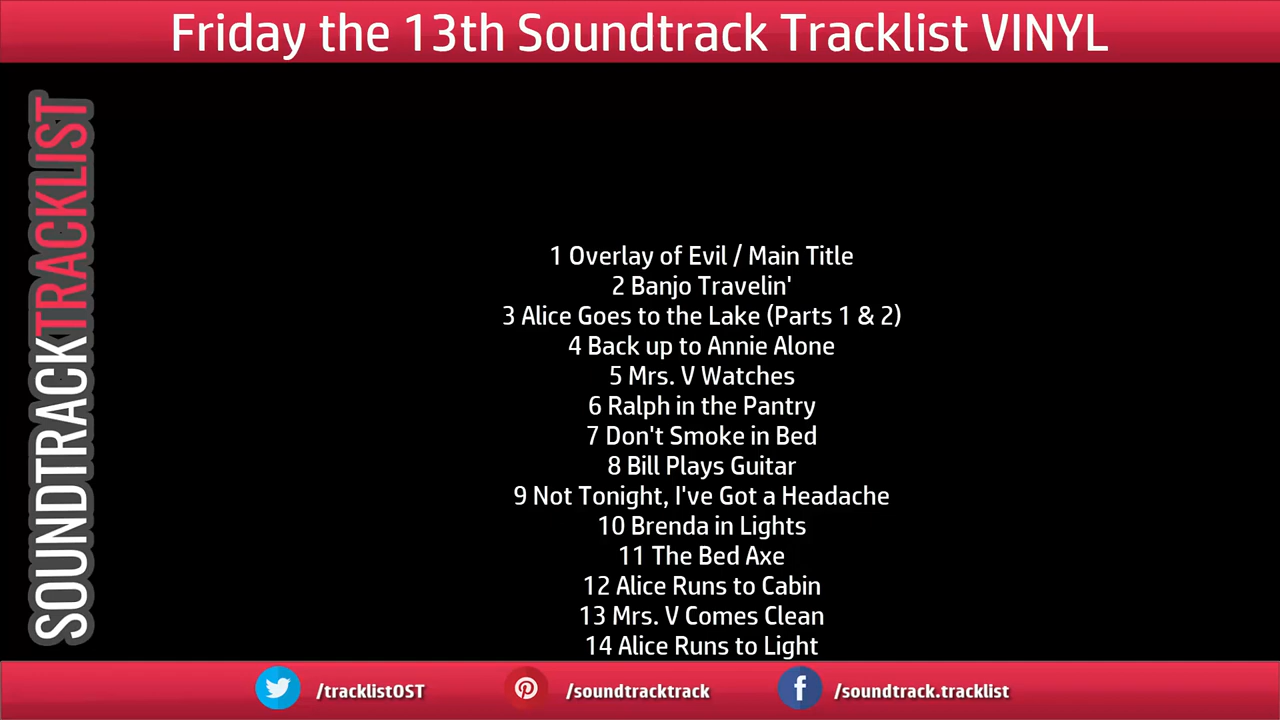 Friday the 13th Soundtrack Tracklist VINYL
SOUNDTRACKTRACKLIST
1 Overlay of Evil / Main Title
2 Banjo Travelin'
3 Alice Goes to the Lake (Parts 1 & 2)
4 Back up to Annie Alone
5 Mrs. V Watches
6 Ralph in the Pantry
7 Don't Smoke in Bed
8 Bill Plays Guitar
9 Not Tonight, I've Got a Headache
10 Brenda in Lights
11 The Bed Axe
12 Alice Runs to Cabin
13 Mrs. V Comes Clean
14 Alice Runs to Light
/tracklistOST
/soundtracktrack
/soundtrack.tracklist